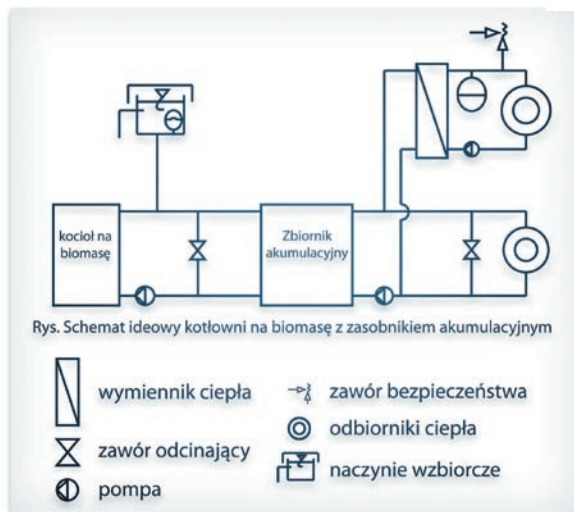 kocioł na
biomasę
Zbiornik
akumulacyjny
Rys. Schemat ideowy kotłowni na biomasę z zasobnikiem akumulacyjnym
wymiennik ciepła
zawór odcinający
pompa
zawór bezpieczeństwa
odbiorniki ciepła
naczynie wzbiorcze